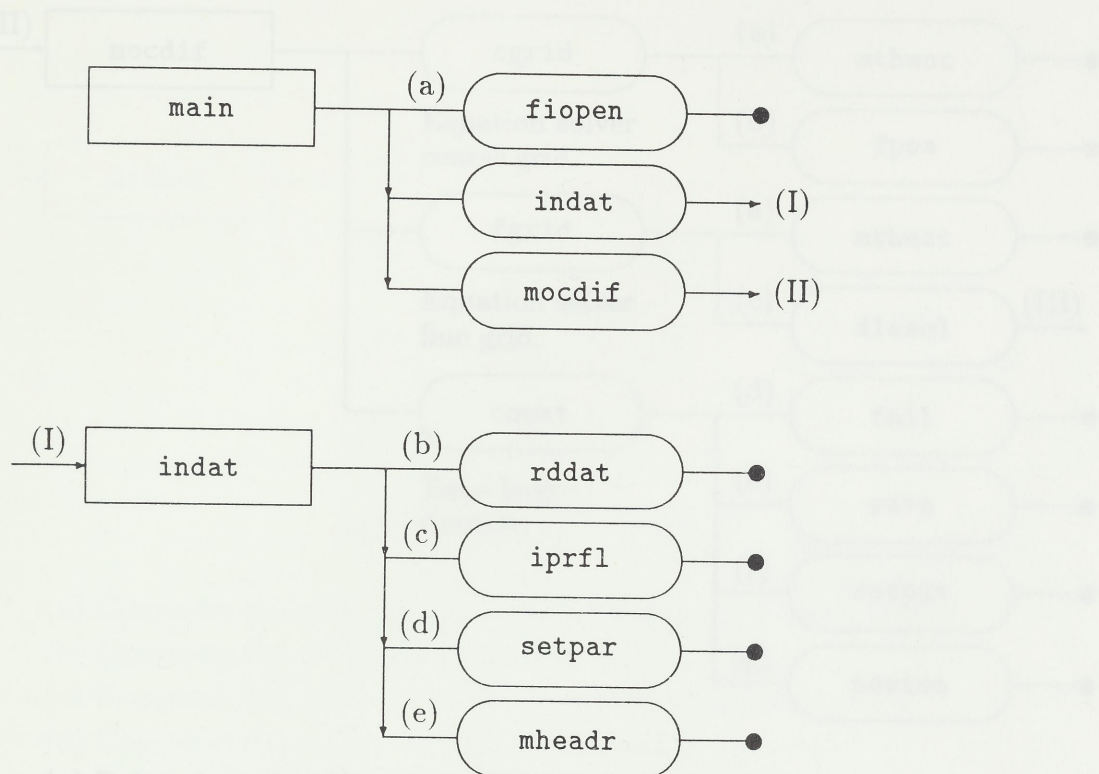 main (a) fiopen
indat (I)
mocdif (II)
(I) indat (b) rddat
(c) iprfl
(d) setpar
(e) mheadr